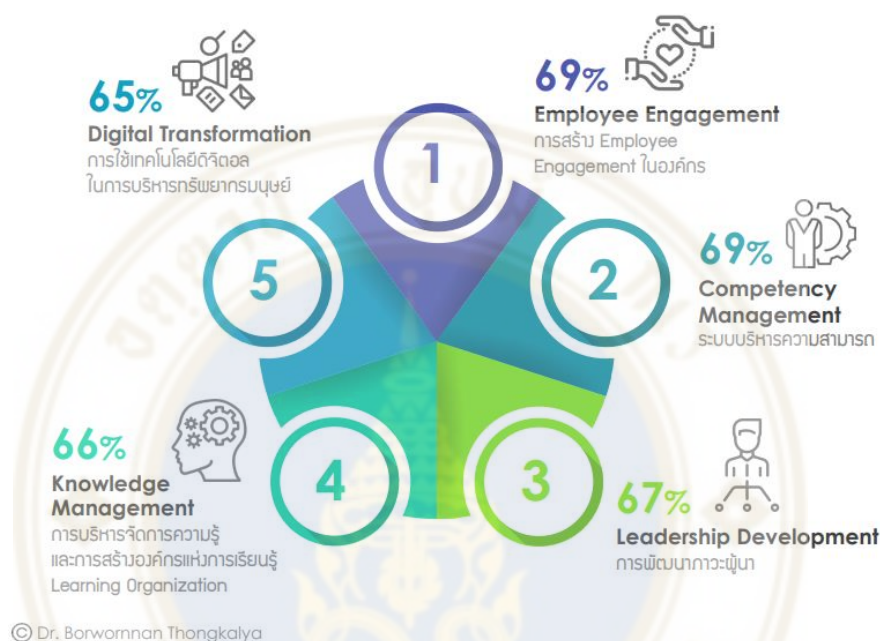 1
69%
Employee Engagement
การสร้าง Employee
Engagement ในองค์กร
2
69%
Competency
Management
ระบบบริหารความสามารถ
3
67%
Leadership Development
การพัฒนาภาวะผู้นำ
4
66%
Knowledge
Management
การบริหารจัดการความรู้
และการสร้างองค์กรแห่งการเรียนรู้
Learning Organization
5
65%
Digital Transformation
การใช้เทคโนโลยีดิจิตอล
ในการบริหารทรัพยากรมนุษย์
© Dr. Borwornnan Thongkalya